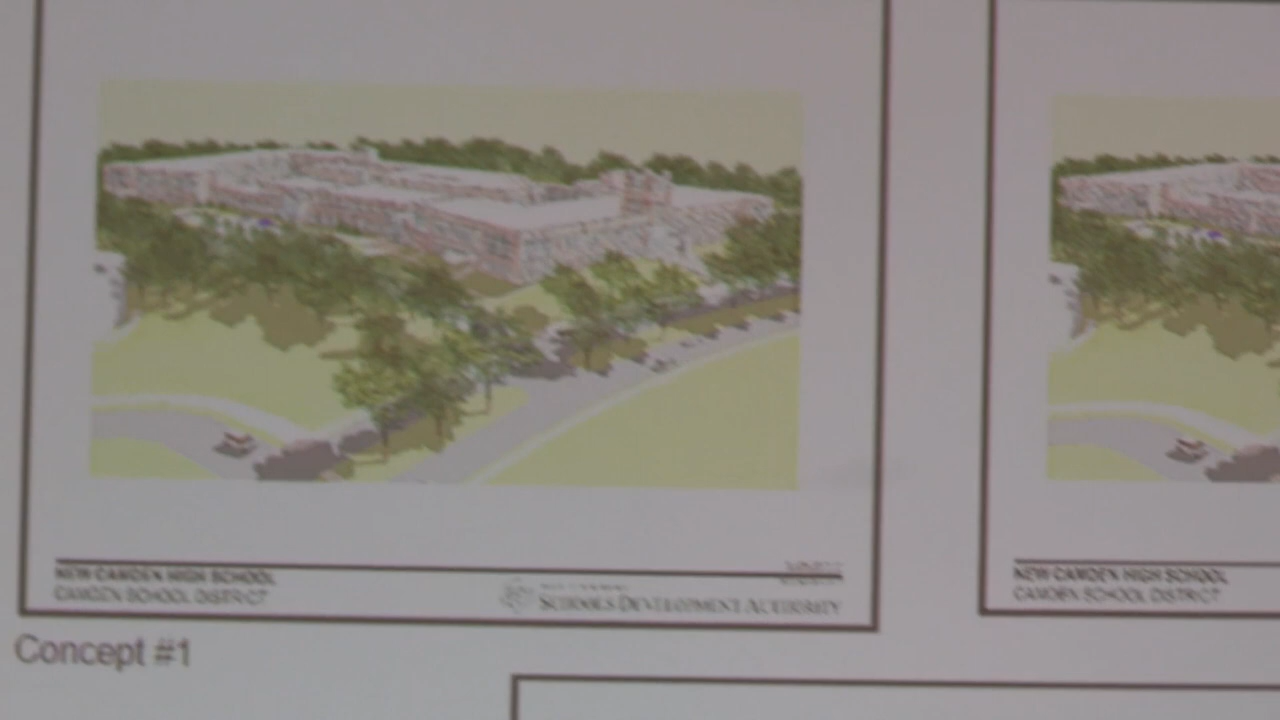 NEW CAMDEN HIGH SCHOOL
CAMDEN SCHOOL DISTRICT
SCHOOLS DEVELOPMENT AUTHORITY
Concept #1
NEW CAMDEN HIGH SCHOOL
CAMDEN SCHOOL DISTRICT